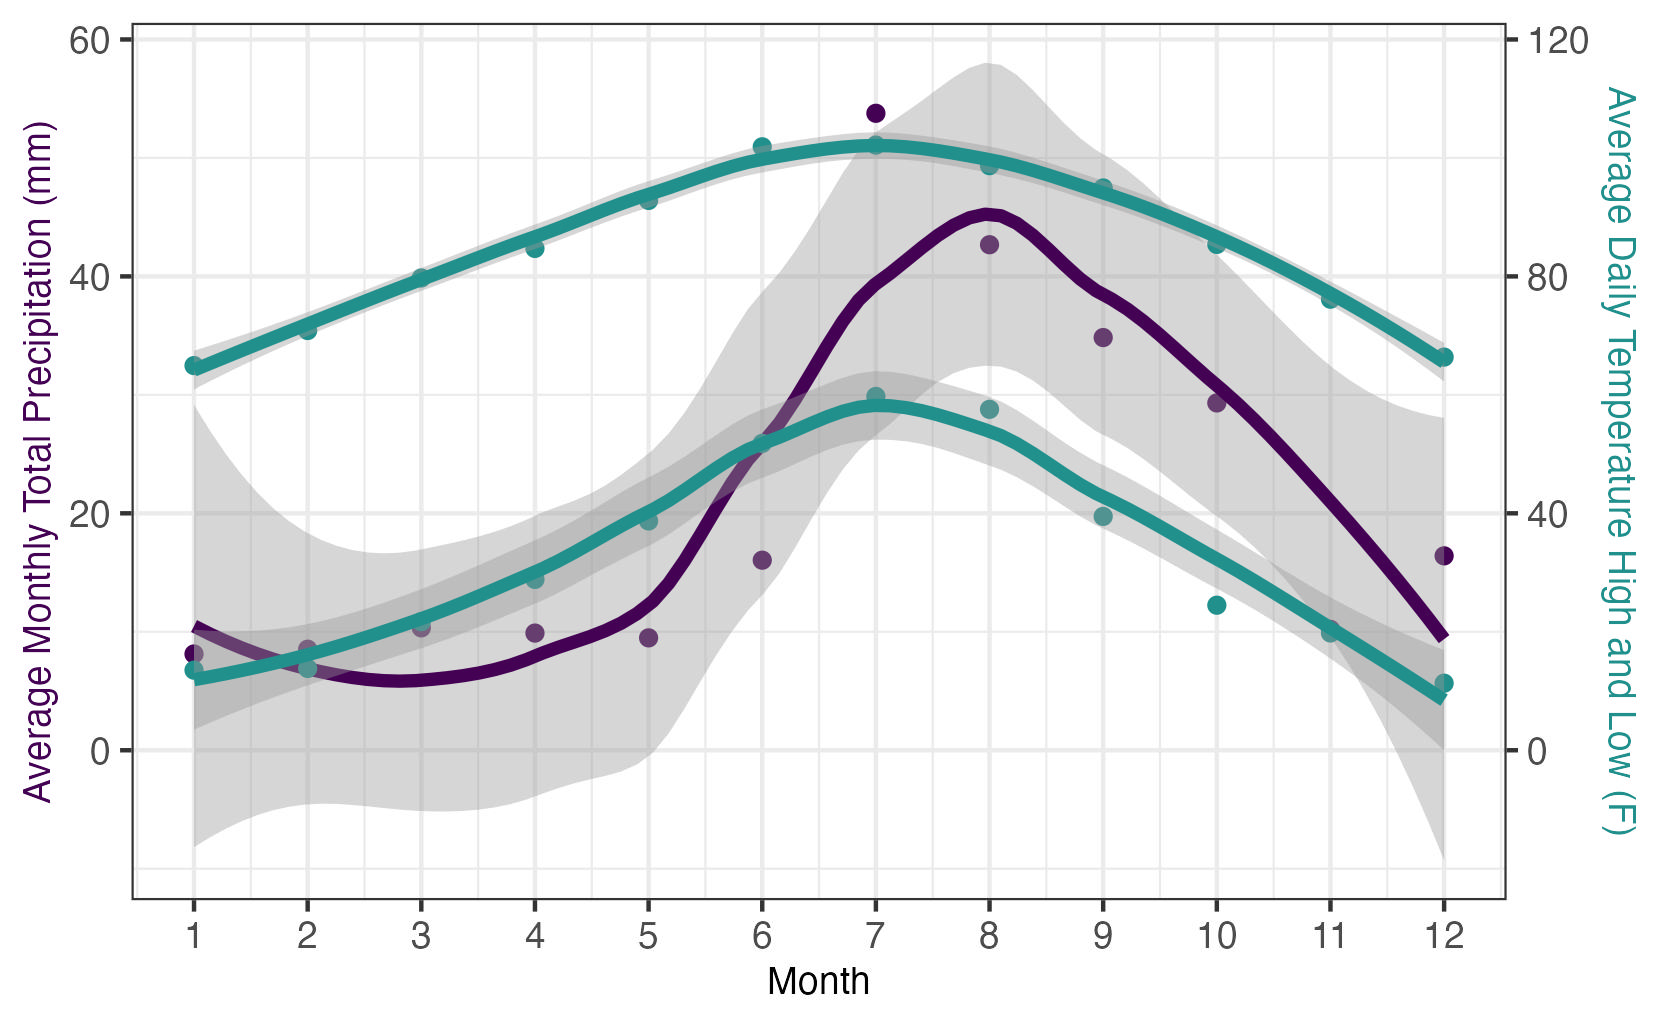 Average Monthly Total Precipitation (mm)
60
40
20
0
120
80
40
0
Average Daily Temperature High and Low (F)
1 2 3 4 5 6 7 8 9 10 11 12
Month